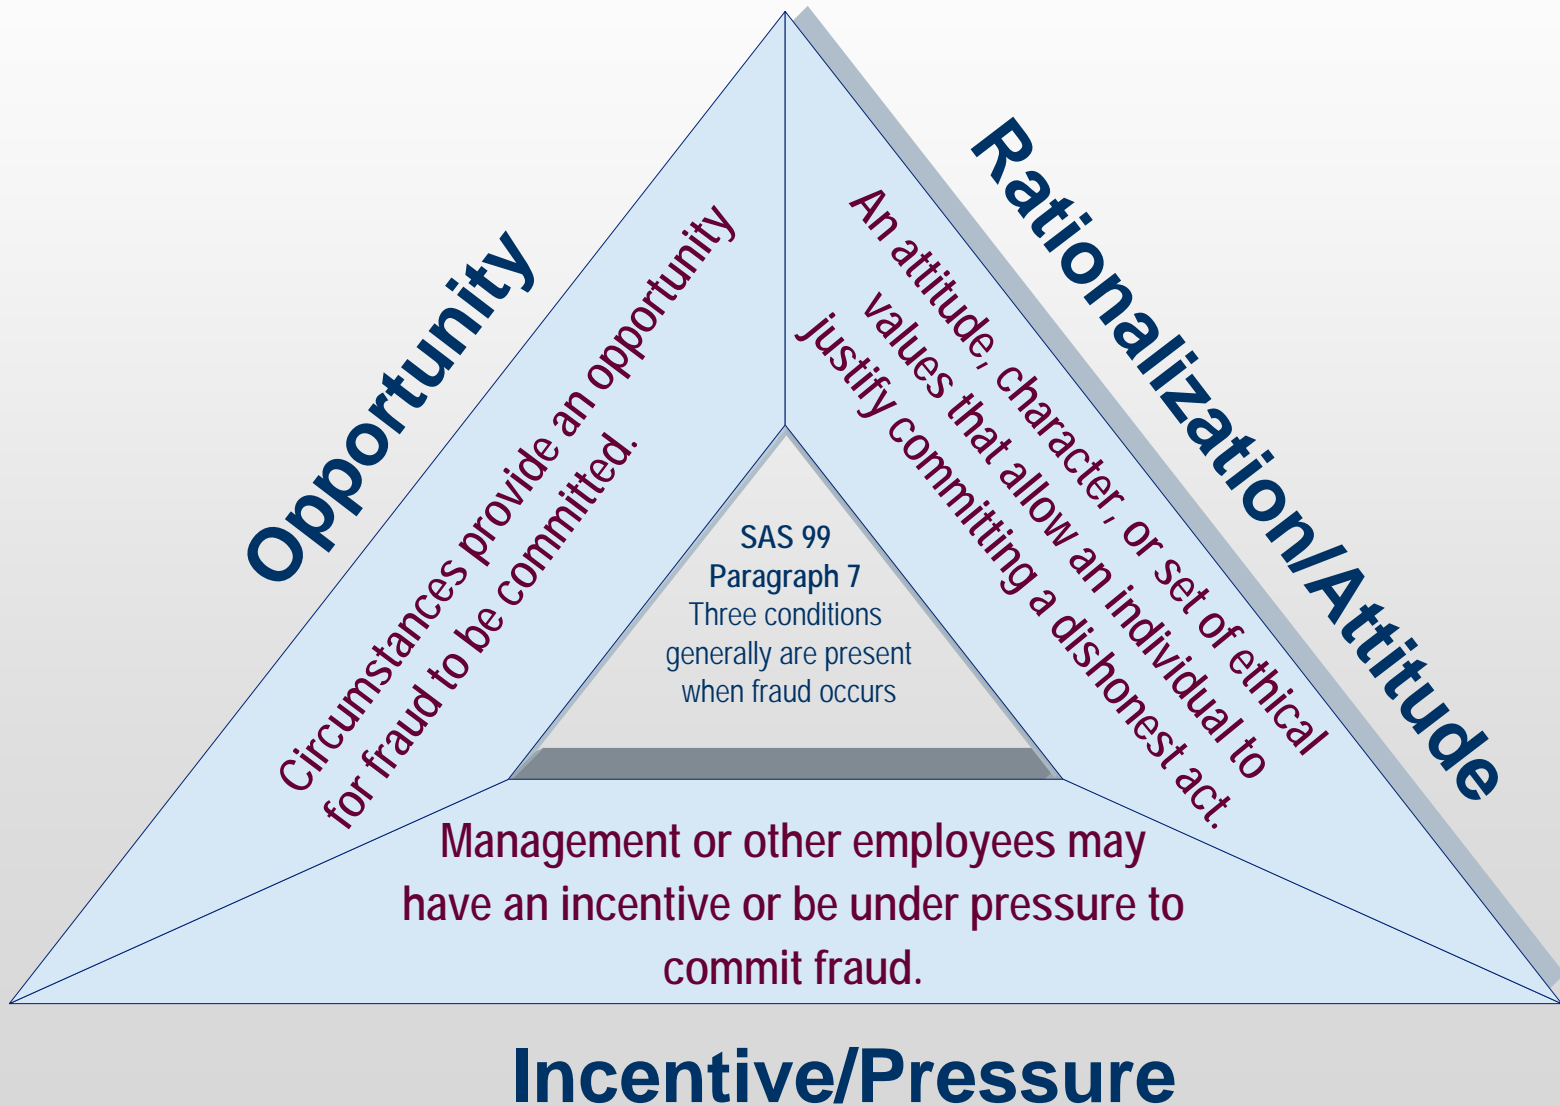 Opportunity
Circumstances provide an opportunity
for fraud to be committed.
Rationalization/Attitude
An attitude, character, or set of ethical
values that allow an individual to
justify committing a dishonest act.
SAS 99
Paragraph 7
Three conditions
generally are present
when fraud occurs
Management or other employees may
have an incentive or be under pressure to
commit fraud.
Incentive/Pressure